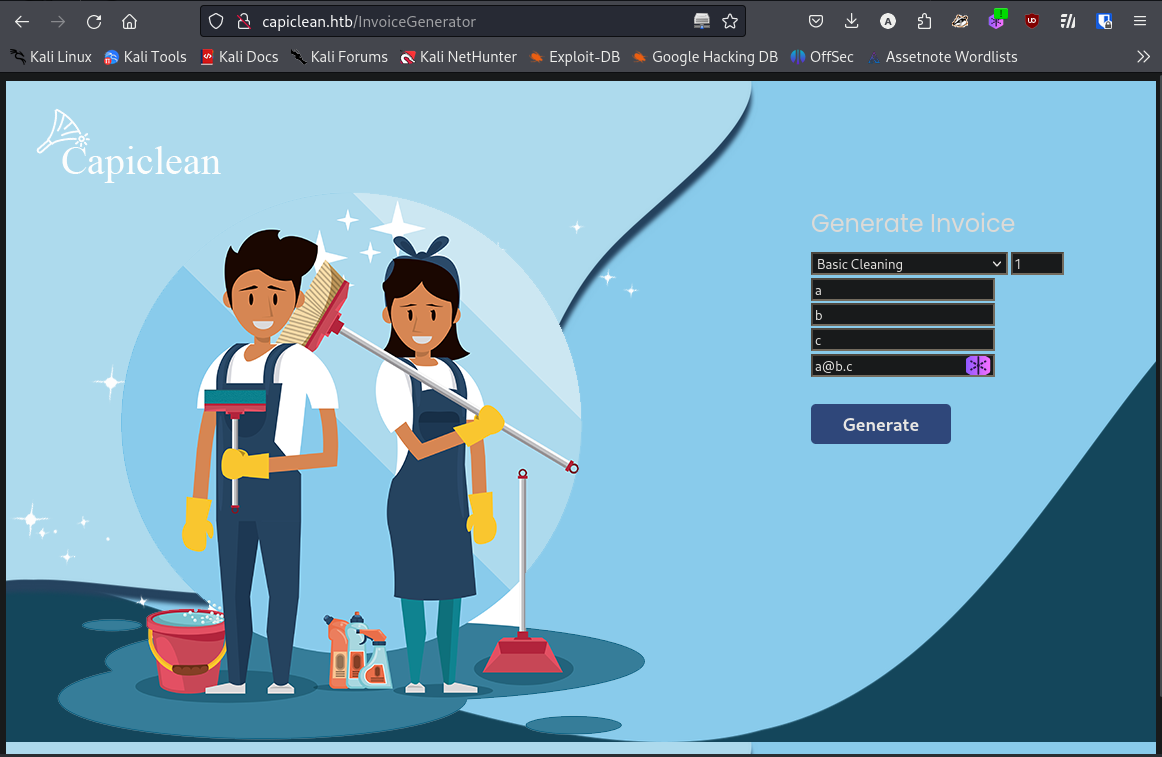 capiclean.htb/InvoiceGenerator
Kali Linux Kali Tools Kali Docs Kali Forums Kali NetHunter Exploit-DB Google Hacking DB OffSec Assetnote Wordlists
Capiclean
Generate Invoice
Basic Cleaning 1
a
b
c
a@b.c
Generate